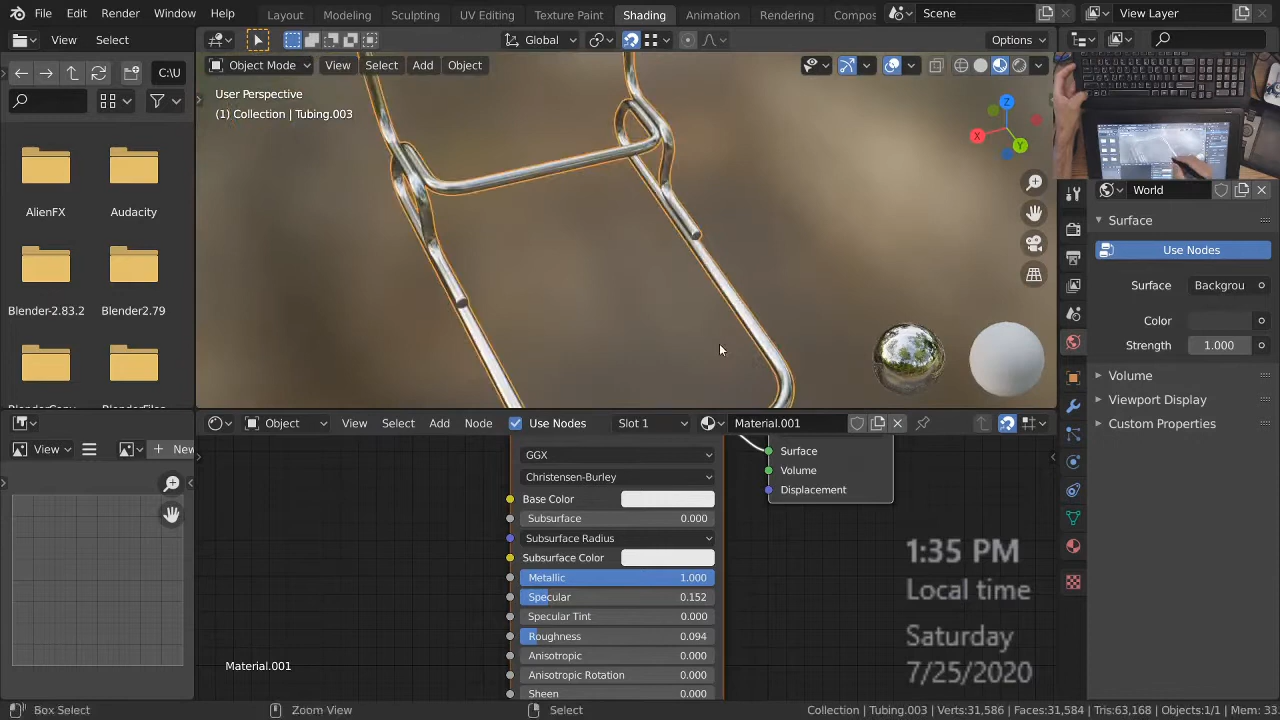 File Edit Render Window Help Layout Modeling Sculpting UV Editing Texture Paint Shading Animation Rendering Compos Scene View Layer
View Select Global Options
C:\U
Object Mode View Select Add Object
User Perspective
(1) Collection | Tubing.003
X Y Z
AlienFX Audacity
Blender-2.83.2 Blender2.79
World
Surface
Use Nodes
Surface Backgrou
Color
Strength 1.000
Volume
Viewport Display
Custom Properties
View New
Object View Select Add Node Use Nodes Slot 1 Material.001
GGX
Christensen-Burley
Base Color
Subsurface 0.000
Subsurface Radius
Subsurface Color
Metallic 1.000
Specular 0.152
Specular Tint 0.000
Roughness 0.094
Anisotropic 0.000
Anisotropic Rotation 0.000
Sheen 0.000
Surface
Volume
Displacement
Material.001
1:35 PM
Local time
Saturday
7/25/2020
Box Select Zoom View Select Collection | Tubing.003 | Verts:31,586 | Faces:31,584 | Tris:63,168 | Objects:1/1 | Mem: 33